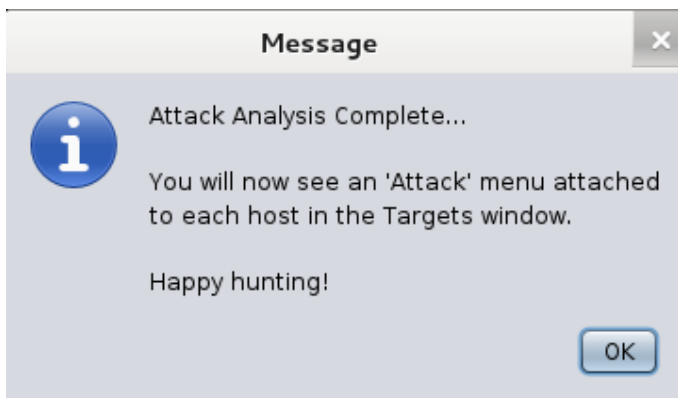 Message
Attack Analysis Complete...
You will now see an 'Attack' menu attached
to each host in the Targets window.
Happy hunting!
OK